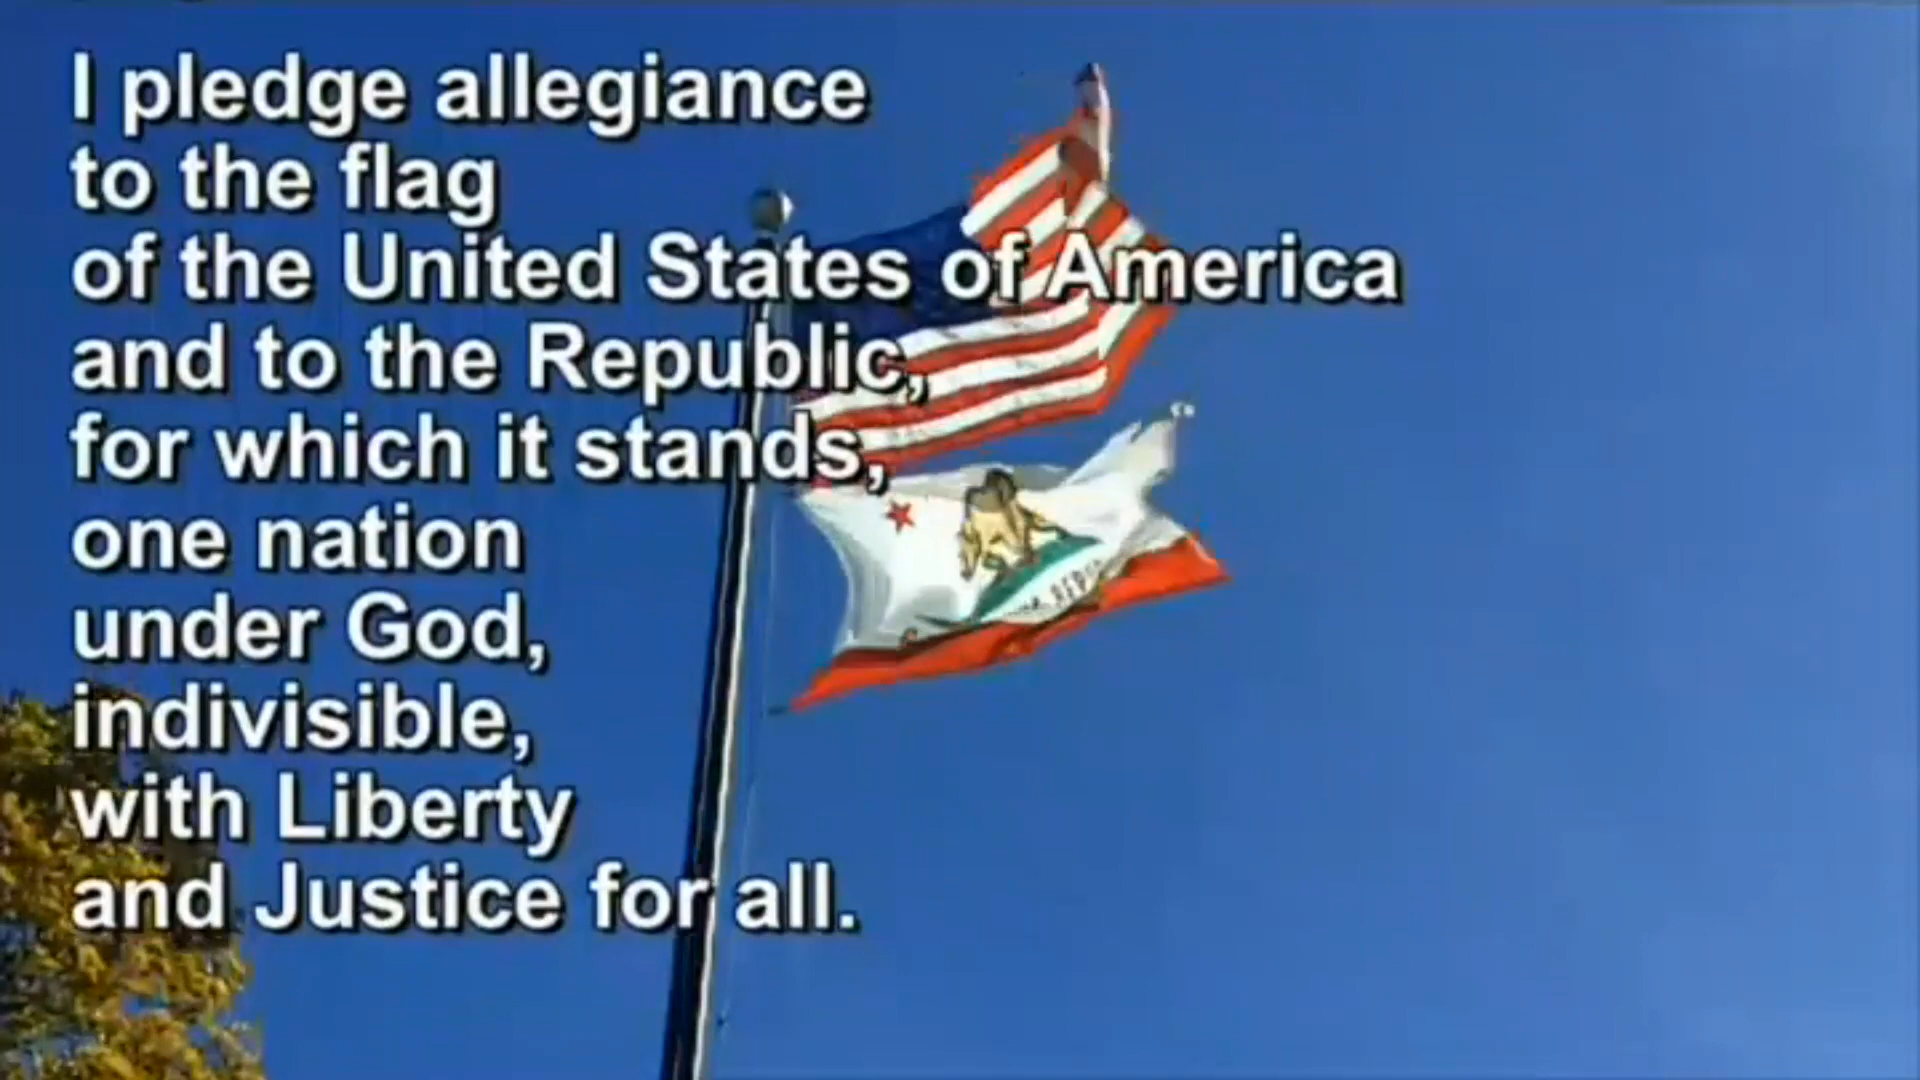 I pledge allegiance
to the flag
of the United States of America
and to the Republic,
for which it stands,
one nation
under God,
indivisible,
with Liberty
and Justice for all.